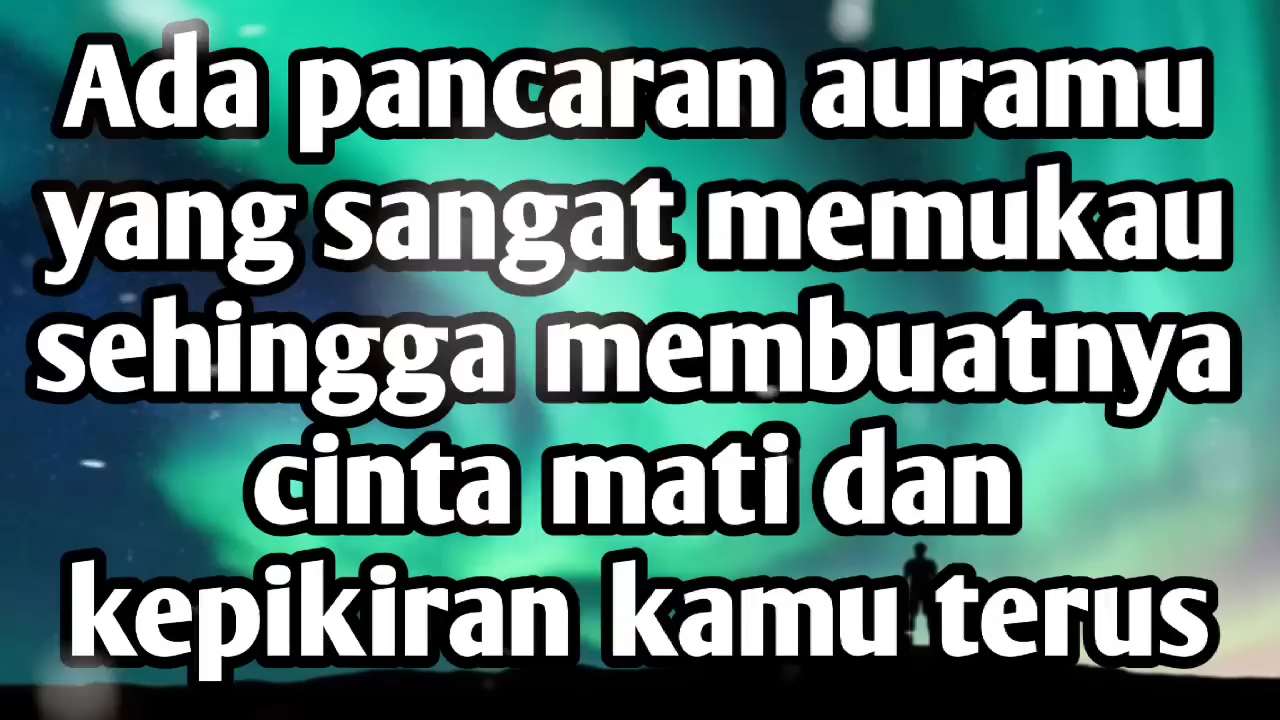 Ada pancaran auramu
yang sangat memukau
sehingga membuatnya
cinta mati dan
kepikiran kamu terus